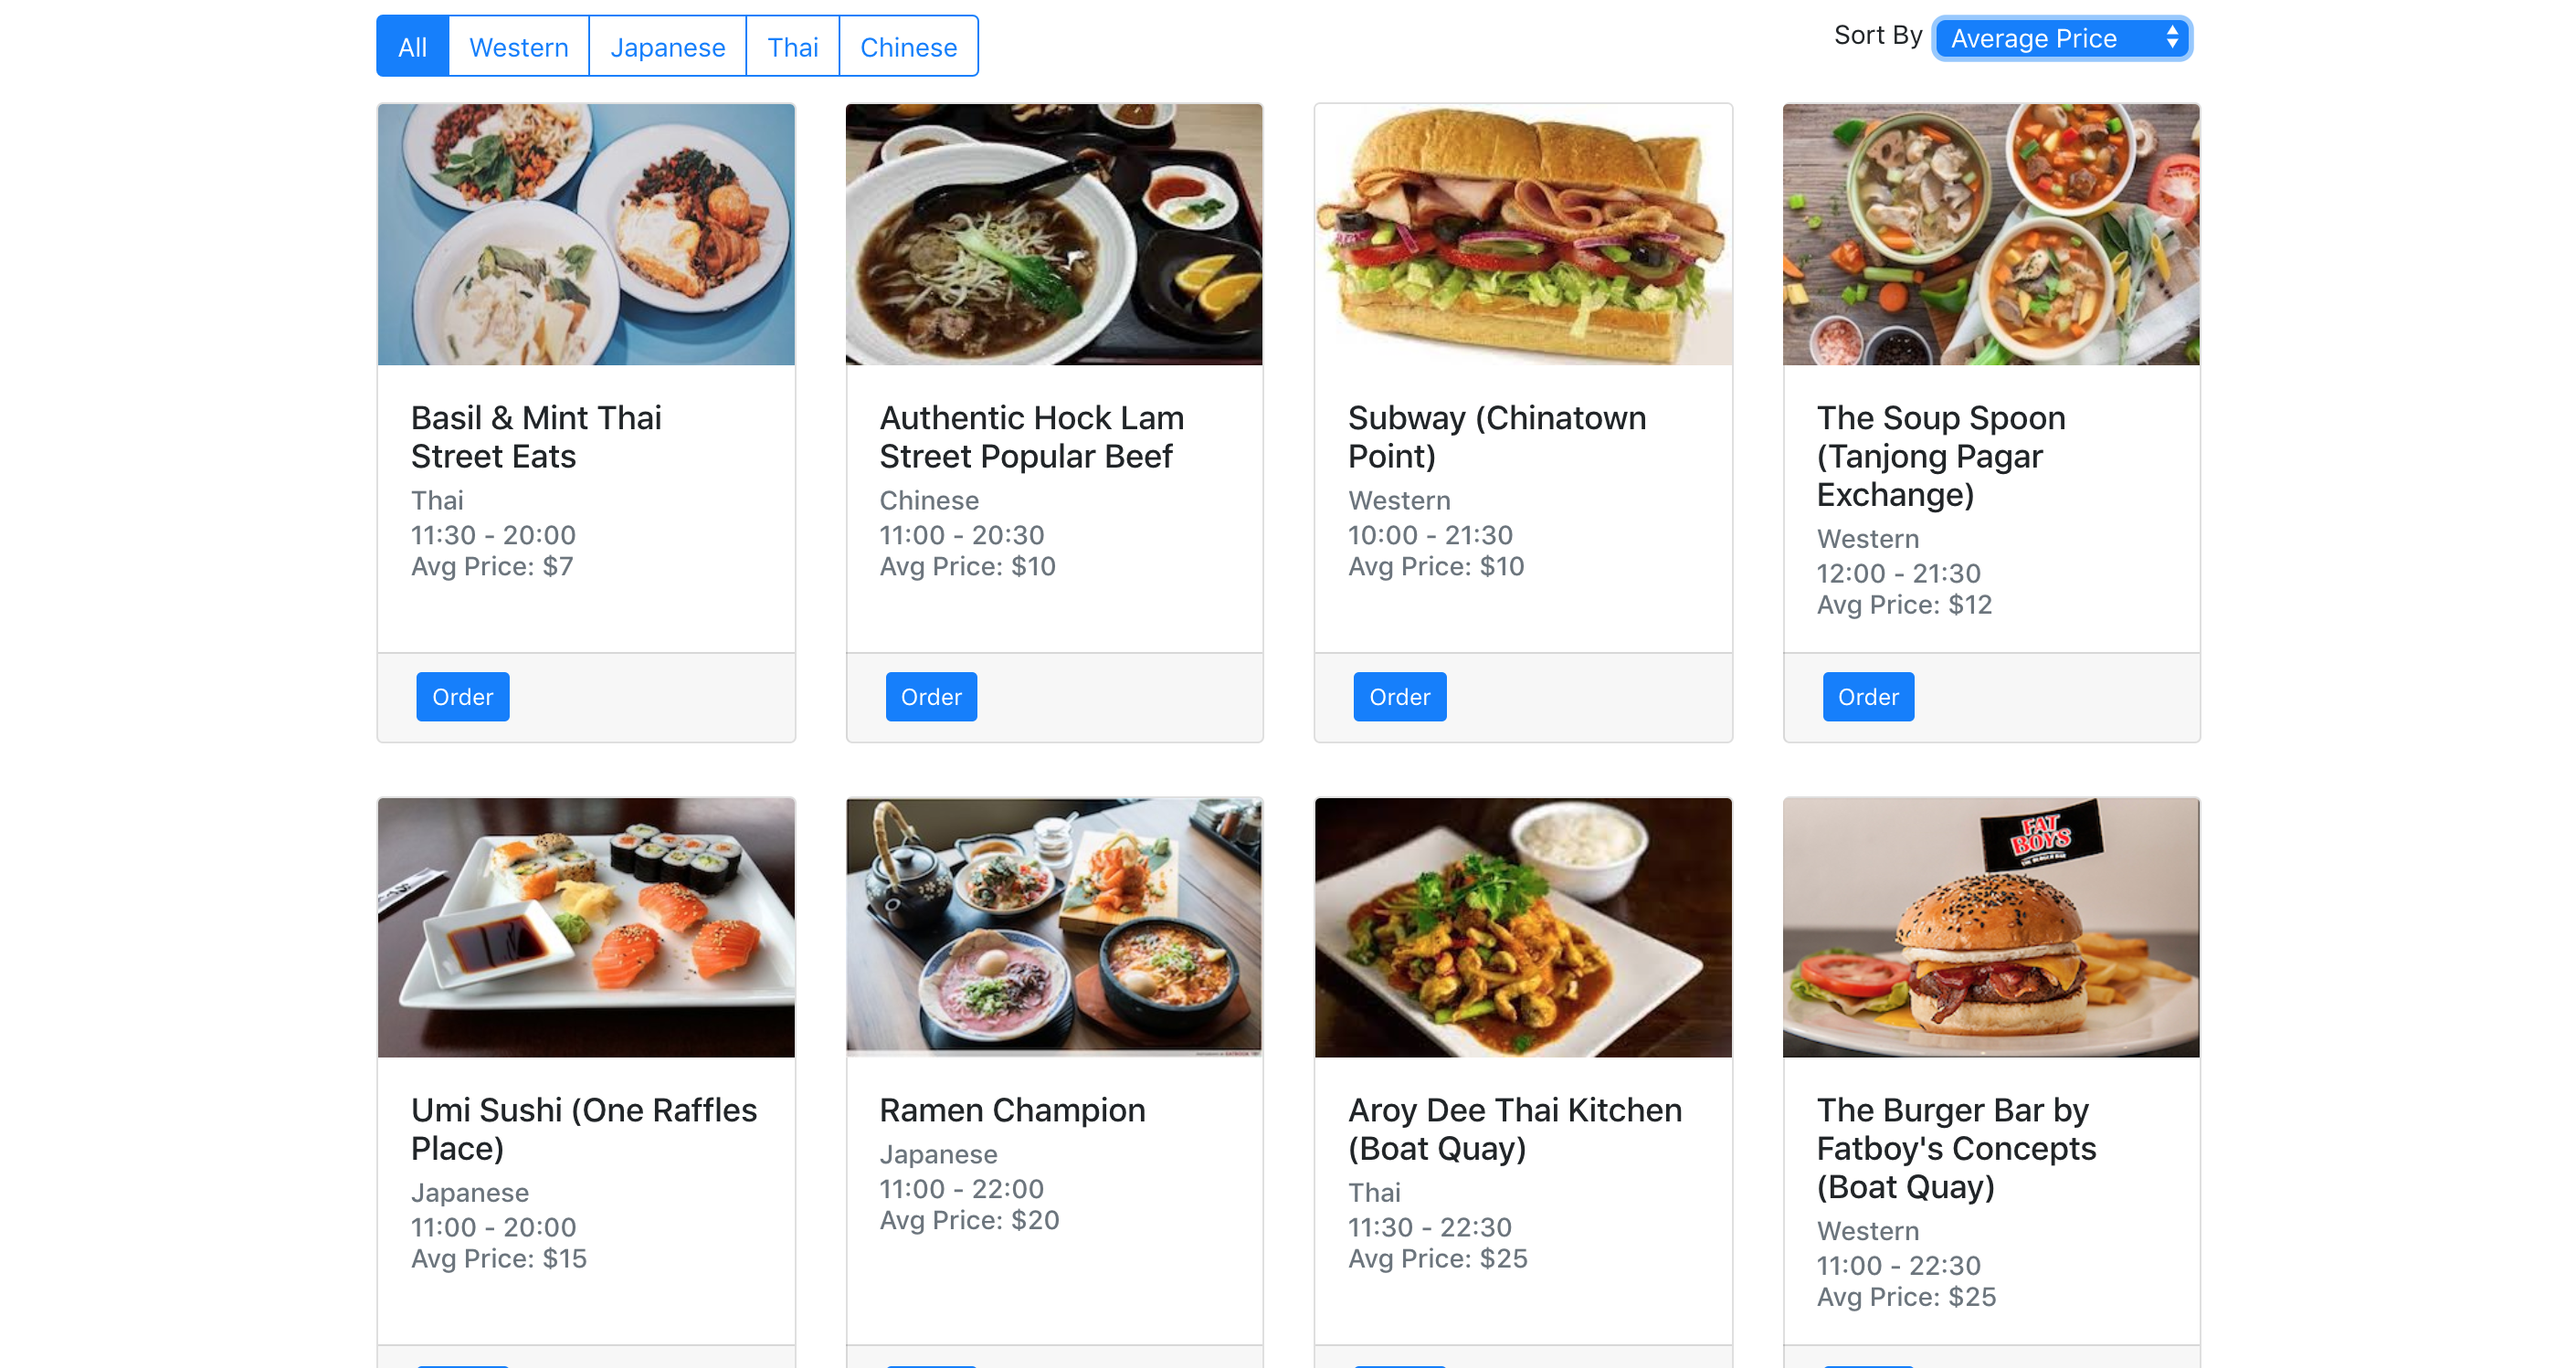 All Western Japanese Thai Chinese Sort By Average Price
Basil & Mint Thai
Street Eats
Thai
11:30 - 20:00
Avg Price: $7
Order
Authentic Hock Lam
Street Popular Beef
Chinese
11:00 - 20:30
Avg Price: $10
Order
Subway (Chinatown
Point)
Western
10:00 - 21:30
Avg Price: $10
Order
The Soup Spoon
(Tanjong Pagar
Exchange)
Western
12:00 - 21:30
Avg Price: $12
Order
Umi Sushi (One Raffles
Place)
Japanese
11:00 - 20:00
Avg Price: $15
Ramen Champion
Japanese
11:00 - 22:00
Avg Price: $20
Aroy Dee Thai Kitchen
(Boat Quay)
Thai
11:30 - 22:30
Avg Price: $25
FAT
BOYS
The Burger Bar by
Fatboy's Concepts
(Boat Quay)
Western
11:00 - 22:30
Avg Price: $25